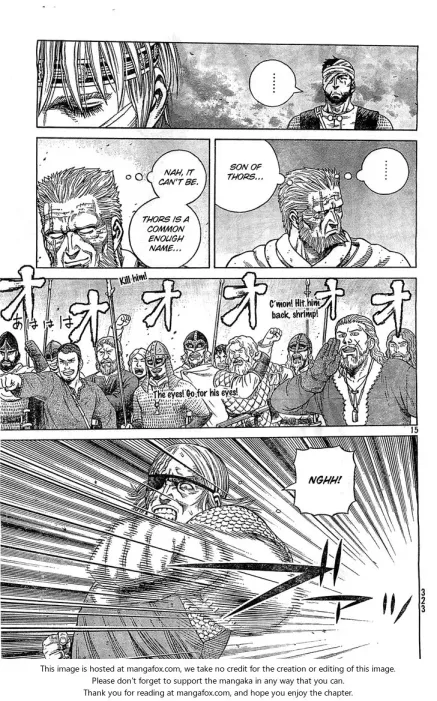 ...
...
SON OF
THORS...
NAH, IT
CAN'T BE.
THORS IS A
COMMON
ENOUGH
NAME...
オ オ オ オ オ オ
Kill him!
C'mon! Hit him
back, shrimp!
あはははは
The eyes! Go for his eyes!
15
NGHH!
323
This image is hosted at mangafox.com, we take no credit for the creation or editing of this image.
Please don't forget to support the mangaka in any way that you can.
Thank you for reading at mangafox.com, and hope you enjoy the chapter.